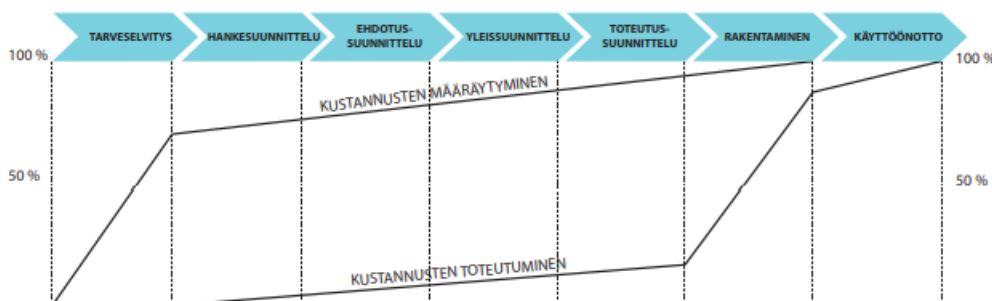 TARVESELVITYS
HANKESUUNNITTELU
EHDOTUS-
SUUNNITTELU
YLEISSUUNNITTELU
TOTEUTUS-
SUUNNITTELU
RAKENTAMINEN
KÄYTTÖÖNOTTO
100 %
100 %
KUSTANNUSTEN MÄÄRÄYTYMINEN
50 %
50 %
KUSTANNUSTEN TOTEUTUMINEN